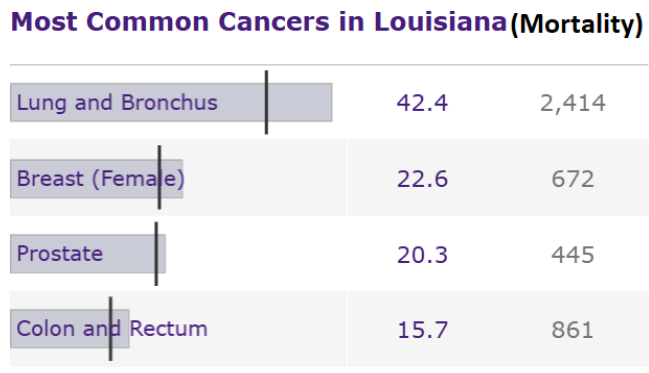 Most Common Cancers in Louisiana (Mortality)
Lung and Bronchus 42.4 2,414
Breast (Female) 22.6 672
Prostate 20.3 445
Colon and Rectum 15.7 861